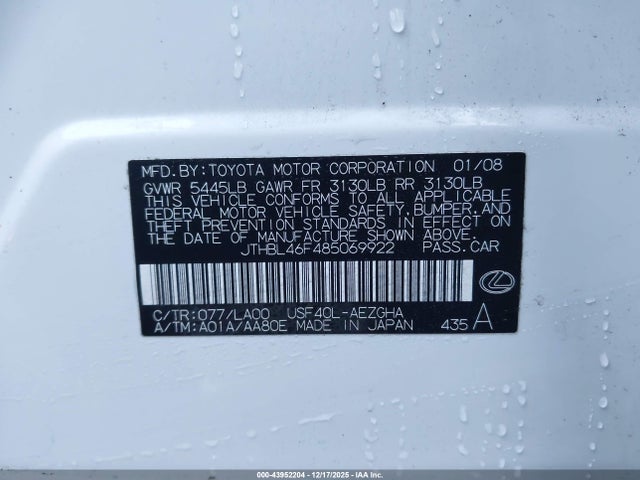 MFD.BY:TOYOTA MOTOR CORPORATION 01/08
GVWR 5445LB GAWR FR 3130LB RR 3130LB
THIS VEHICLE CONFORMS TO ALL APPLICABLE
FEDERAL MOTOR VEHICLE SAFETY, BUMPER, AND
THEFT PREVENTION STANDARDS IN EFFECT ON
THE DATE OF MANUFACTURE SHOWN ABOVE.
JTHBL46F485069922 PASS.CAR
C/TR:077/LA00 USF40L-AEZGHA
A/TM:A01A/AA80E MADE IN JAPAN 435 A
000-43952204 - 12/17/2025 - IAA, Inc.